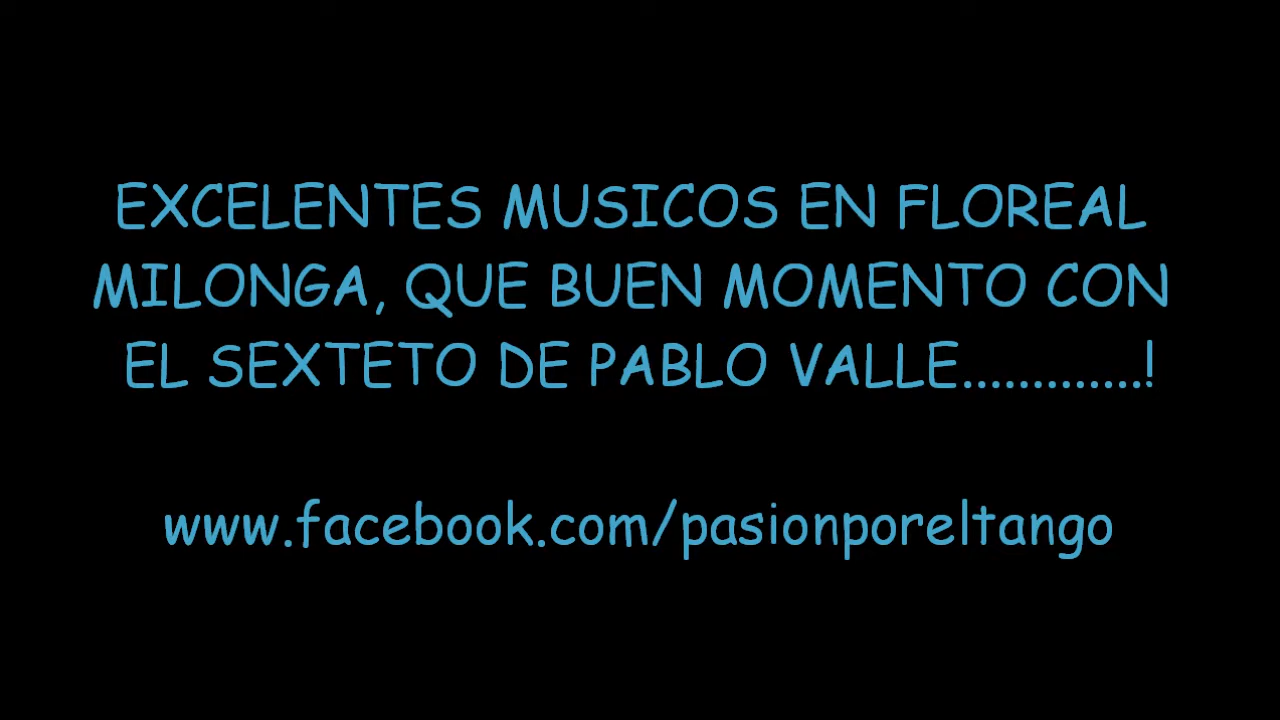 EXCELENTES MUSICOS EN FLOREAL
MILONGA, QUE BUEN MOMENTO CON
EL SEXTETO DE PABLO VALLE.............!
www.facebook.com/pasionporeltango